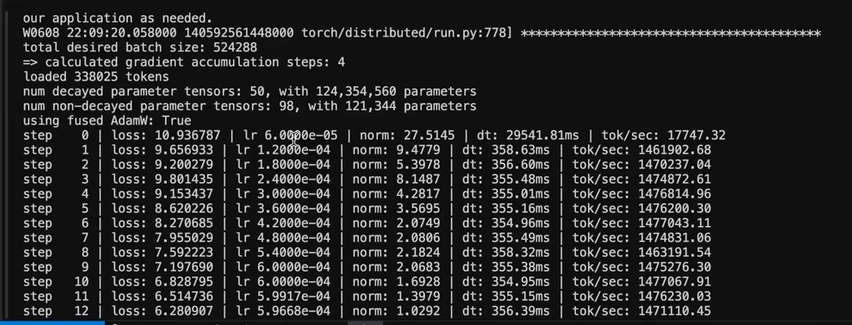 our application as needed.
W0608 22:09:20.058000 140592561448000 torch/distributed/run.py:778] *****************************************
total desired batch size: 524288
=> calculated gradient accumulation steps: 4
loaded 338025 tokens
num decayed parameter tensors: 50, with 124,354,560 parameters
num non-decayed parameter tensors: 98, with 121,344 parameters
using fused AdamW: True
step 0 | loss: 10.936787 | lr 6.0000e-05 | norm: 27.5145 | dt: 29541.81ms | tok/sec: 17747.32
step 1 | loss: 9.656933 | lr 1.2000e-04 | norm: 9.4779 | dt: 358.63ms | tok/sec: 1461902.68
step 2 | loss: 9.200279 | lr 1.8000e-04 | norm: 5.3978 | dt: 356.60ms | tok/sec: 1470237.04
step 3 | loss: 9.801435 | lr 2.4000e-04 | norm: 8.1487 | dt: 355.48ms | tok/sec: 1474872.61
step 4 | loss: 9.153437 | lr 3.0000e-04 | norm: 4.2817 | dt: 355.01ms | tok/sec: 1476814.96
step 5 | loss: 8.620226 | lr 3.6000e-04 | norm: 3.5695 | dt: 355.16ms | tok/sec: 1476200.30
step 6 | loss: 8.270685 | lr 4.2000e-04 | norm: 2.0749 | dt: 354.96ms | tok/sec: 1477043.11
step 7 | loss: 7.955029 | lr 4.8000e-04 | norm: 2.0806 | dt: 355.49ms | tok/sec: 1474831.06
step 8 | loss: 7.592223 | lr 5.4000e-04 | norm: 2.1824 | dt: 358.32ms | tok/sec: 1463191.54
step 9 | loss: 7.197690 | lr 6.0000e-04 | norm: 2.0683 | dt: 355.38ms | tok/sec: 1475276.30
step 10 | loss: 6.828795 | lr 6.0000e-04 | norm: 1.6928 | dt: 354.95ms | tok/sec: 1477067.91
step 11 | loss: 6.514736 | lr 5.9917e-04 | norm: 1.3979 | dt: 355.15ms | tok/sec: 1476230.03
step 12 | loss: 6.280907 | lr 5.9668e-04 | norm: 1.0292 | dt: 356.39ms | tok/sec: 1471110.45